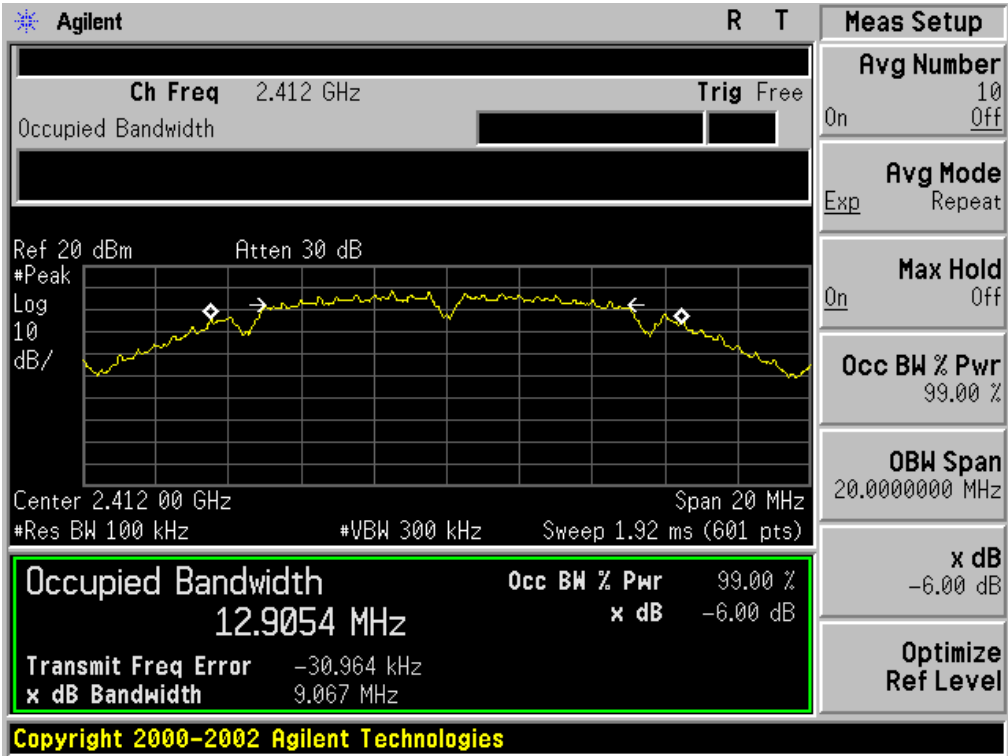 Agilent R T
Ch Freq 2.412 GHz Trig Free
Occupied Bandwidth
Ref 20 dBm Atten 30 dB
#Peak
Log
10
dB/
Center 2.412 00 GHz Span 20 MHz
#Res BW 100 kHz #VBW 300 kHz Sweep 1.92 ms (601 pts)
Occupied Bandwidth Occ BW % Pwr 99.00 %
12.9054 MHz x dB -6.00 dB
Transmit Freq Error -30.964 kHz
x dB Bandwidth 9.067 MHz
Copyright 2000-2002 Agilent Technologies
Meas Setup
Avg Number
10
On Off
Avg Mode
Exp Repeat
Max Hold
On Off
Occ BW % Pwr
99.00 %
OBW Span
20.0000000 MHz
x dB
-6.00 dB
Optimize
Ref Level